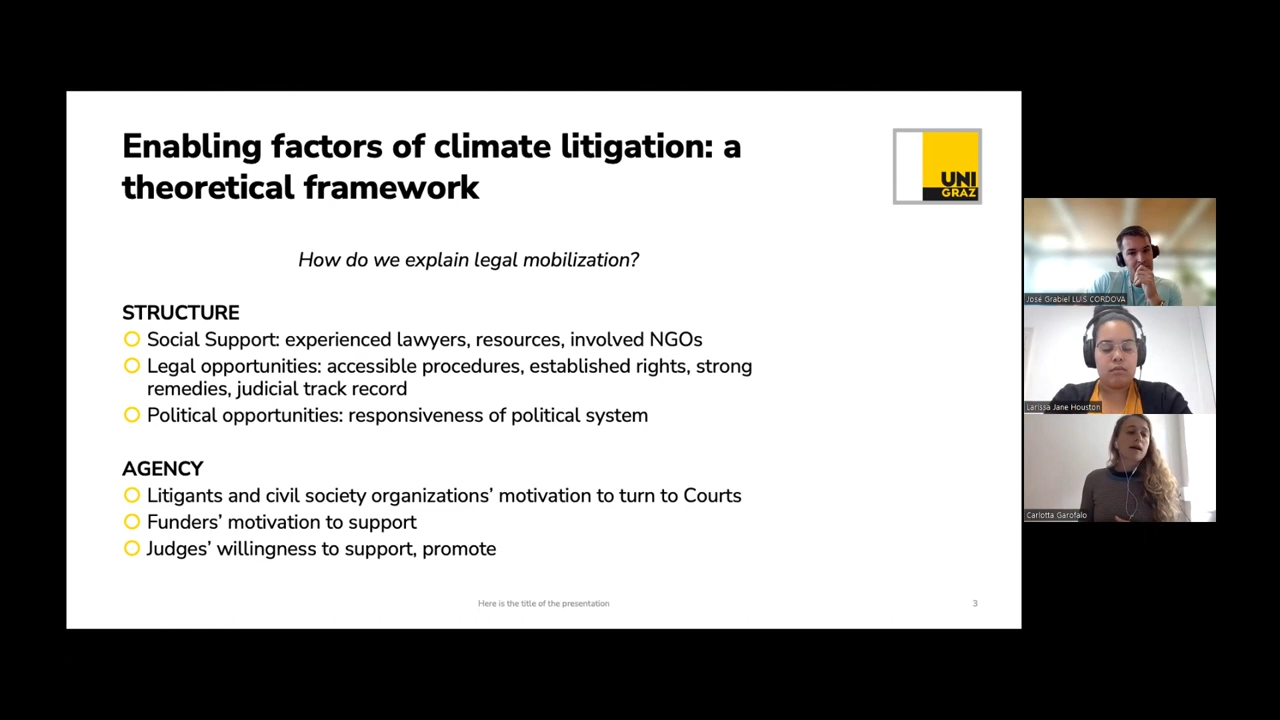 Enabling factors of climate litigation: a
theoretical framework
UNI
GRAZ
How do we explain legal mobilization?
STRUCTURE
Social Support: experienced lawyers, resources, involved NGOs
Legal opportunities: accessible procedures, established rights, strong
remedies, judicial track record
Political opportunities: responsiveness of political system
AGENCY
Litigants and civil society organizations’ motivation to turn to Courts
Funders’ motivation to support
Judges’ willingness to support, promote
Here is the title of the presentation
3
José Grabiel LUIS CORDOVA
Larissa Jane Houston
Carlotta Garofalo